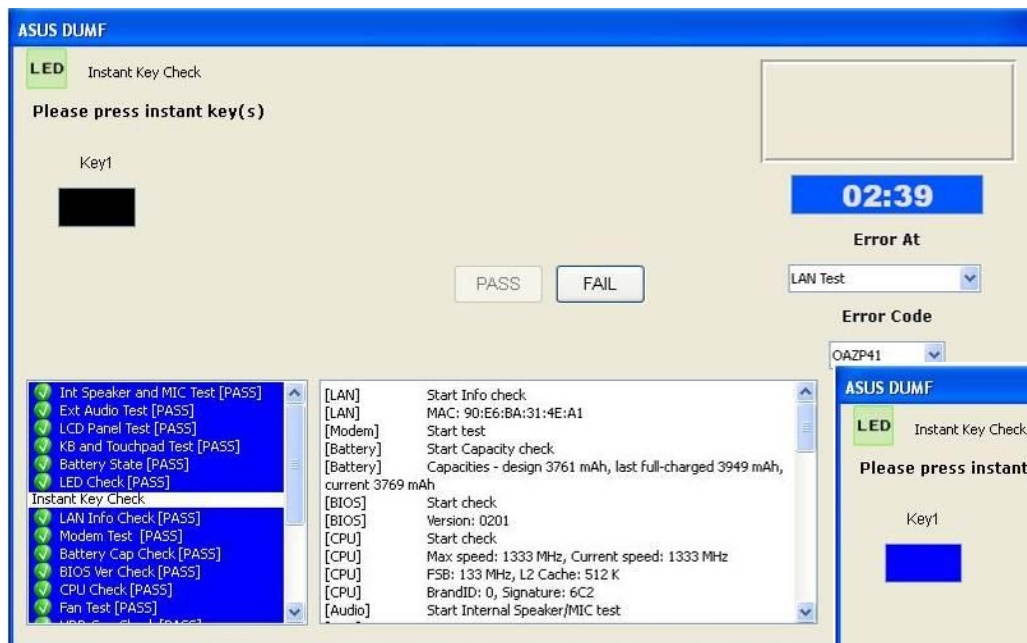 ASUS DUMF
LED Instant Key Check
Please press instant key(s)
Key1
02:39
Error At
PASS FAIL
LAN Test
Error Code
OAZP41
Int Speaker and MIC Test [PASS]
Ext Audio Test [PASS]
LCD Panel Test [PASS]
KB and Touchpad Test [PASS]
Battery State [PASS]
LED Check [PASS]
Instant Key Check
LAN Info Check [PASS]
Modem Test [PASS]
Battery Cap Check [PASS]
BIOS Ver Check [PASS]
CPU Check [PASS]
Fan Test [PASS]
[LAN] Start Info check
[LAN] MAC: 90:E6:BA:31:4E:A1
[Modem] Start test
[Battery] Start Capacity check
[Battery] Capacities - design 3761 mAh, last full-charged 3949 mAh,
current 3769 mAh
[BIOS] Start check
[BIOS] Version: 0201
[CPU] Start check
[CPU] Max speed: 1333 MHz, Current speed: 1333 MHz
[CPU] FSB: 133 MHz, L2 Cache: 512 K
[CPU] BrandID: 0, Signature: 6C2
[Audio] Start Internal Speaker/MIC test
ASUS DUMF
LED Instant Key Check
Please press instant
Key1